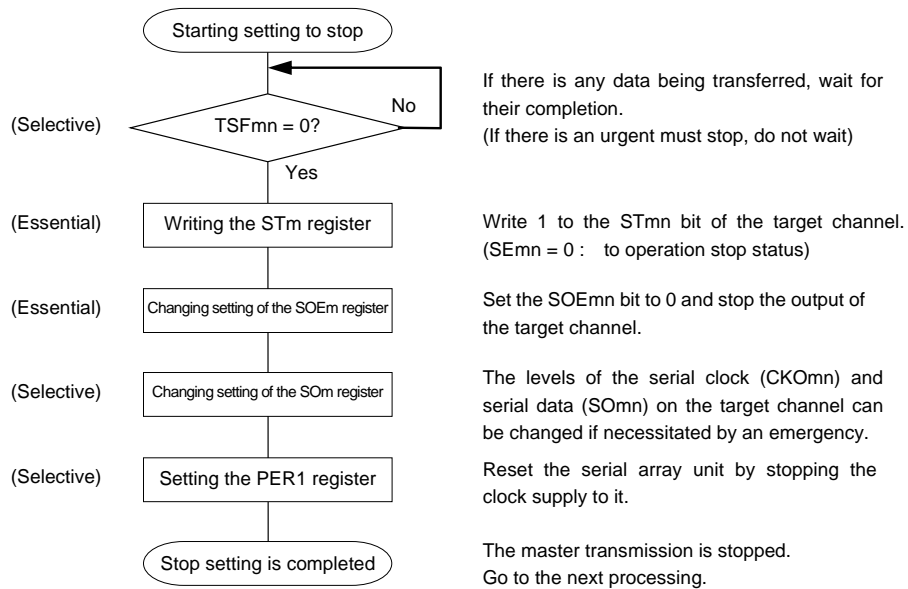 Starting setting to stop
If there is any data being transferred, wait for
their completion.
(If there is an urgent must stop, do not wait)
(Selective)
TSFmn = 0?
No
Yes
(Essential)
Writing the STm register
Write 1 to the STmn bit of the target channel.
(SEmn = 0 : to operation stop status)
(Essential)
Changing setting of the SOEm register
Set the SOEmn bit to 0 and stop the output of
the target channel.
(Selective)
Changing setting of the SOm register
The levels of the serial clock (CKOmn) and
serial data (SOmn) on the target channel can
be changed if necessitated by an emergency.
(Selective)
Setting the PER1 register
Reset the serial array unit by stopping the
clock supply to it.
Stop setting is completed
The master transmission is stopped.
Go to the next processing.